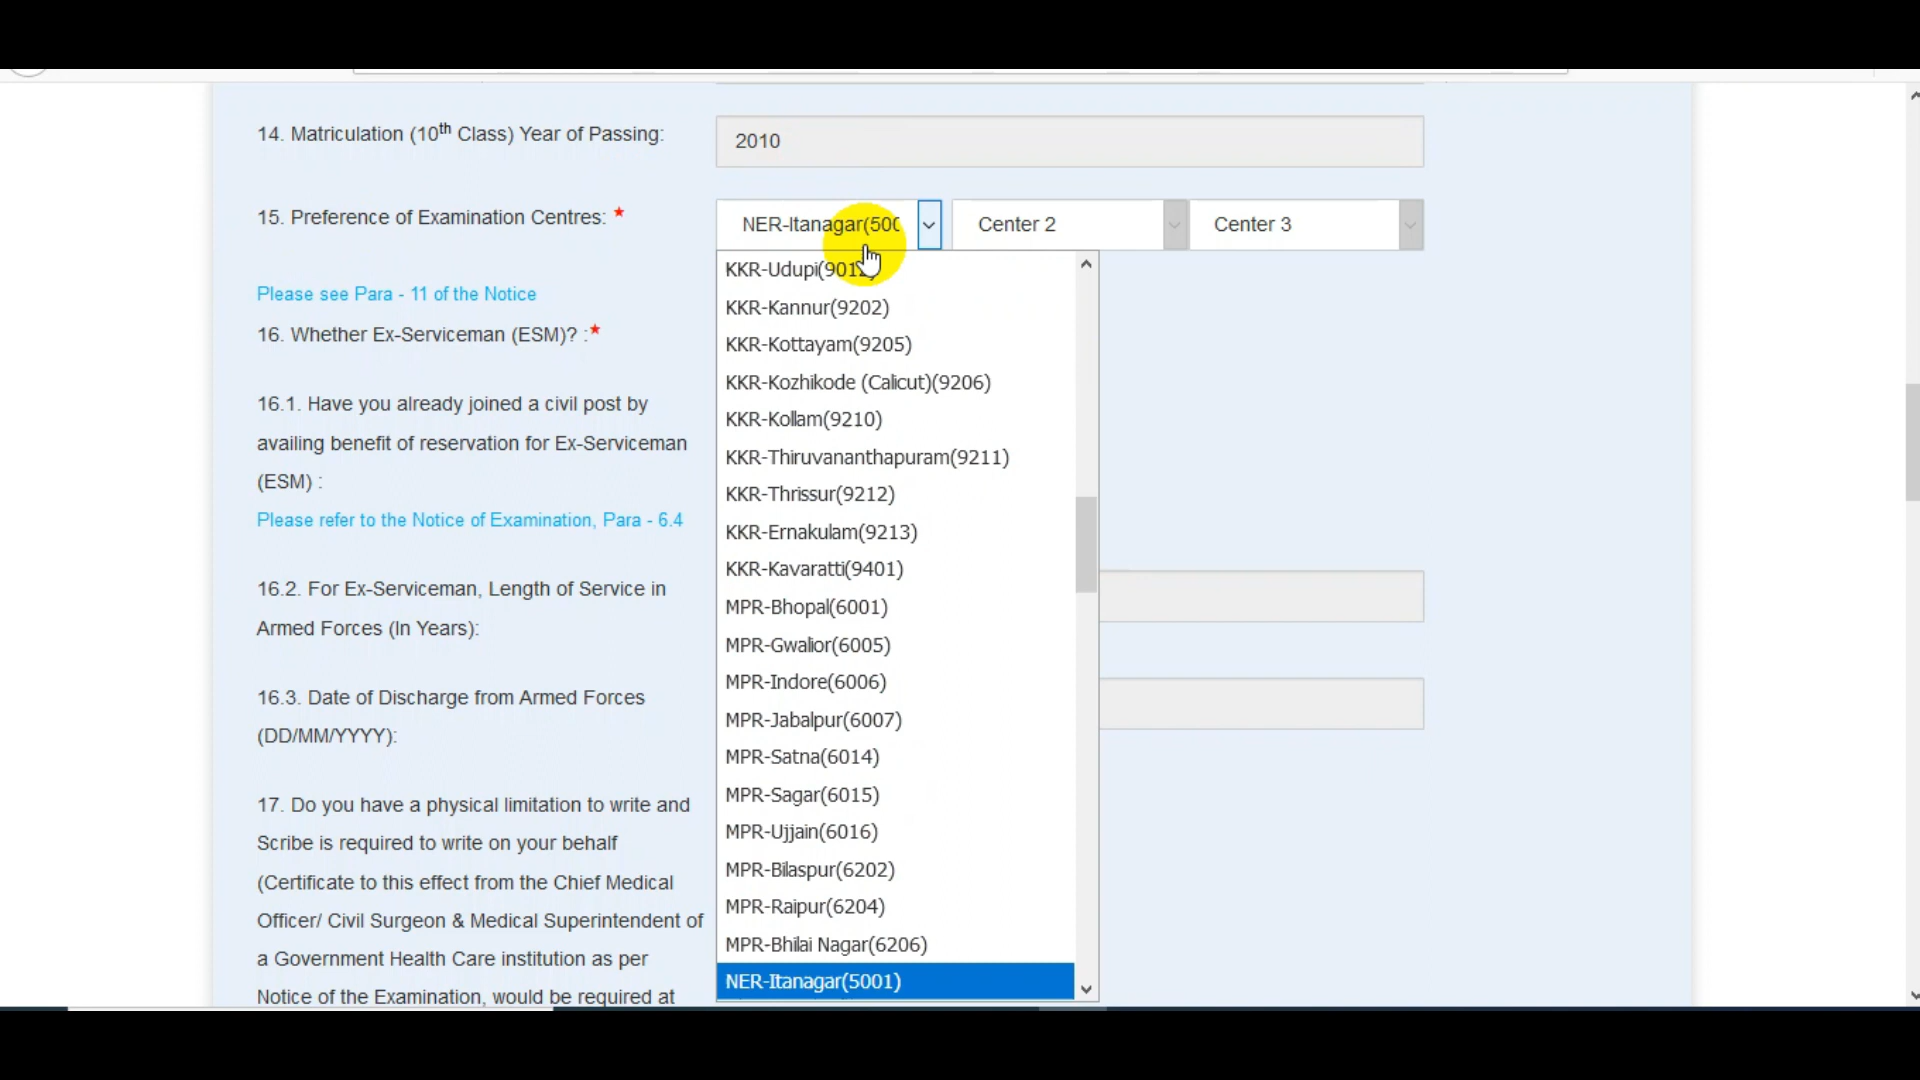 14. Matriculation (10th Class) Year of Passing:
2010
15. Preference of Examination Centres: *
NER-Itanagar(500
Center 2
Center 3
Please see Para - 11 of the Notice
16. Whether Ex-Serviceman (ESM)? :*
16.1. Have you already joined a civil post by
availing benefit of reservation for Ex-Serviceman
(ESM) :
Please refer to the Notice of Examination, Para - 6.4
16.2. For Ex-Serviceman, Length of Service in
Armed Forces (In Years):
16.3. Date of Discharge from Armed Forces
(DD/MM/YYYY):
17. Do you have a physical limitation to write and
Scribe is required to write on your behalf
(Certificate to this effect from the Chief Medical
Officer/ Civil Surgeon & Medical Superintendent of
a Government Health Care institution as per
Notice of the Examination, would be required at
KKR-Udupi(9012)
KKR-Kannur(9202)
KKR-Kottayam(9205)
KKR-Kozhikode (Calicut)(9206)
KKR-Kollam(9210)
KKR-Thiruvananthapuram(9211)
KKR-Thrissur(9212)
KKR-Ernakulam(9213)
KKR-Kavaratti(9401)
MPR-Bhopal(6001)
MPR-Gwalior(6005)
MPR-Indore(6006)
MPR-Jabalpur(6007)
MPR-Satna(6014)
MPR-Sagar(6015)
MPR-Ujjain(6016)
MPR-Bilaspur(6202)
MPR-Raipur(6204)
MPR-Bhilai Nagar(6206)
NER-Itanagar(5001)